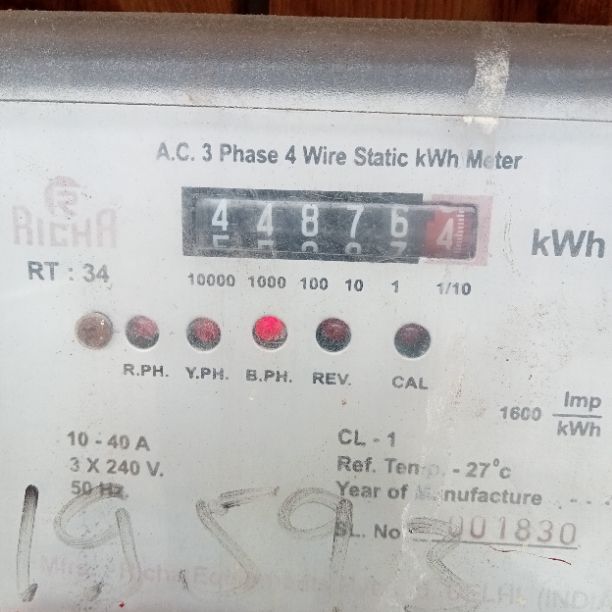 A.C. 3 Phase 4 Wire Static kWh Meter
RICHA
4 4 8 7 6 4
kWh
RT : 34
10000 1000 100 10 1 1/10
R.PH. Y.PH. B.PH. REV. CAL
1600 Imp
kWh
10 - 40 A
3 X 240 V.
50 Hz.
CL - 1
Ref. Temp. - 27°c
Year of Manufacture
SL. No 001830
Richa
DELHI